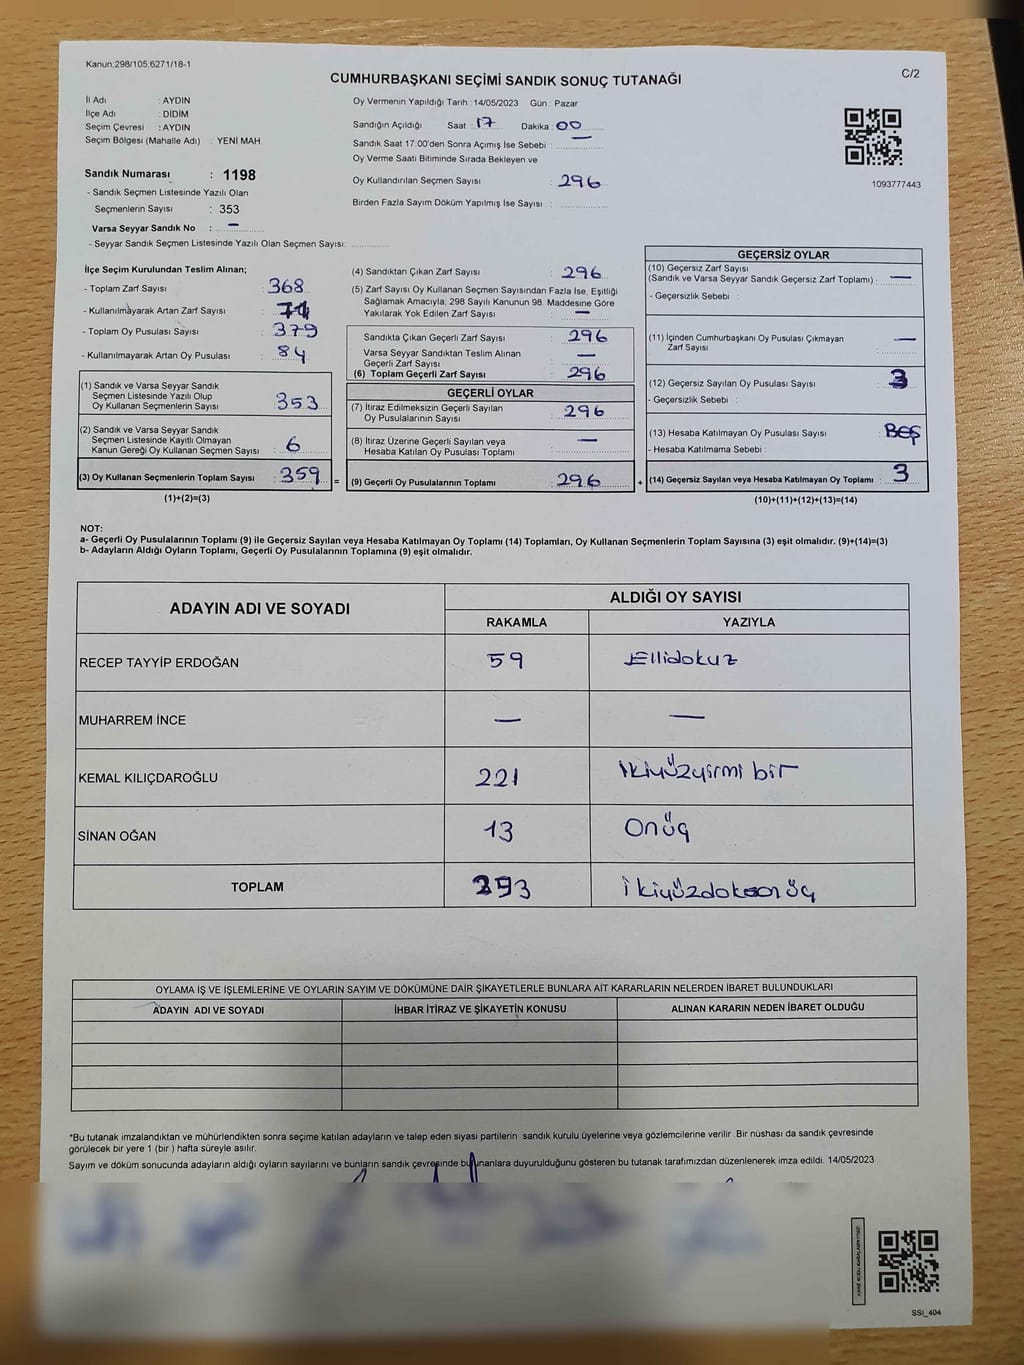 Kanun;298/105;6271/18-1
C/2
CUMHURBAŞKANI SEÇİMİ SANDIK SONUÇ TUTANAĞI
İl Adı : AYDIN
İlçe Adı : DİDİM
Seçim Çevresi : AYDIN
Seçim Bölgesi (Mahalle Adı) : YENİ MAH
Sandık Numarası : 1198
- Sandık Seçmen Listesinde Yazılı Olan
Seçmenlerin Sayısı : 353
Varsa Seyyar Sandık No : —
- Seyyar Sandık Seçmen Listesinde Yazılı Olan Seçmen Sayısı:
Oy Vermenin Yapıldığı Tarih : 14/05/2023 Gün : Pazar
Sandığın Açıldığı Saat : 17 Dakika : 00
Sandık Saat 17:00'den Sonra Açımış İse Sebebi : —
Oy Verme Saati Bitiminde Sırada Bekleyen ve
Oy Kullandırılan Seçmen Sayısı : 296
Birden Fazla Sayım Döküm Yapılmış İse Sayısı :
1093777443
İlçe Seçim Kurulundan Teslim Alınan;
- Toplam Zarf Sayısı : 368
- Kullanılmayarak Artan Zarf Sayısı :
- Toplam Oy Pusulası Sayısı : 379
- Kullanılmayarak Artan Oy Pusulası : 84
(1) Sandık ve Varsa Seyyar Sandık
Seçmen Listesinde Yazılı Olup
Oy Kullanan Seçmenlerin Sayısı : 353
(2) Sandık ve Varsa Seyyar Sandık
Seçmen Listesinde Kayıtlı Olmayan
Kanun Gereği Oy Kullanan Seçmen Sayısı : 6
(3) Oy Kullanan Seçmenlerin Toplam Sayısı : 359
(1)+(2)=(3)
=
(4) Sandıktan Çıkan Zarf Sayısı : 296
(5) Zarf Sayısı Oy Kullanan Seçmen Sayısından Fazla İse, Eşitliği
Sağlamak Amacıyla; 298 Sayılı Kanunun 98. Maddesine Göre
Yakılarak Yok Edilen Zarf Sayısı : —
Sandıkta Çıkan Geçerli Zarf Sayısı : 296
Varsa Seyyar Sandıktan Teslim Alınan
Geçerli Zarf Sayısı : —
(6) Toplam Geçerli Zarf Sayısı : 296
GEÇERLİ OYLAR
(7) İtiraz Edilmeksizin Geçerli Sayılan : 296
Oy Pusulalarının Sayısı
(8) İtiraz Üzerine Geçerli Sayılan veya : —
Hesaba Katılan Oy Pusulası Toplamı
(9) Geçerli Oy Pusulalarının Toplamı : 296
+
GEÇERSİZ OYLAR
(10) Geçersiz Zarf Sayısı
(Sandık ve Varsa Seyyar Sandık Geçersiz Zarf Toplamı) : —
- Geçersizlik Sebebi :
(11) İçinden Cumhurbaşkanı Oy Pusulası Çıkmayan : —
Zarf Sayısı
(12) Geçersiz Sayılan Oy Pusulası Sayısı : 3
- Geçersizlik Sebebi :
(13) Hesaba Katılmayan Oy Pusulası Sayısı : Beş
- Hesaba Katılmama Sebebi :
(14) Geçersiz Sayılan veya Hesaba Katılmayan Oy Toplamı : 3
(10)+(11)+(12)+(13)=(14)
NOT:
a- Geçerli Oy Pusulalarının Toplamı (9) ile Geçersiz Sayılan veya Hesaba Katılmayan Oy Toplamı (14) Toplamları, Oy Kullanan Seçmenlerin Toplam Sayısına (3) eşit olmalıdır. (9)+(14)=(3)
b- Adayların Aldığı Oyların Toplamı, Geçerli Oy Pusulalarının Toplamına (9) eşit olmalıdır.
ADAYIN ADI VE SOYADI
ALDIĞI OY SAYISI
RAKAMLA YAZIYLA
RECEP TAYYİP ERDOĞAN 59 Ellidokuz
MUHARREM İNCE — —
KEMAL KILIÇDAROĞLU 221 ikiyüzyirmi bir
SİNAN OĞAN 13 Onüç
TOPLAM 293 ikiyüzdoksanüç
OYLAMA İŞ VE İŞLEMLERİNE VE OYLARIN SAYIM VE DÖKÜMÜNE DAİR ŞİKAYETLERLE BUNLARA AİT KARARLARIN NELERDEN İBARET BULUNDUKLARI
ADAYIN ADI VE SOYADI İHBAR İTİRAZ VE ŞİKAYETİN KONUSU ALINAN KARARIN NEDEN İBARET OLDUĞU
*Bu tutanak imzalandıktan ve mühürlendikten sonra seçime katılan adayların ve talep eden siyasi partilerin sandık kurulu üyelerine veya gözlemcilerine verilir .Bir nüshası da sandık çevresinde
görülecek bir yere 1 (bir ) hafta süreyle asılır.
Sayım ve döküm sonucunda adayların aldığı oyların sayılarını ve bunların sandık çevresinde bulunanlara duyurulduğunu gösteren bu tutanak tarafımızdan düzenlenerek imza edildi. 14/05/2023
KARE KODU KARALAMAYINIZ!
SSI_404